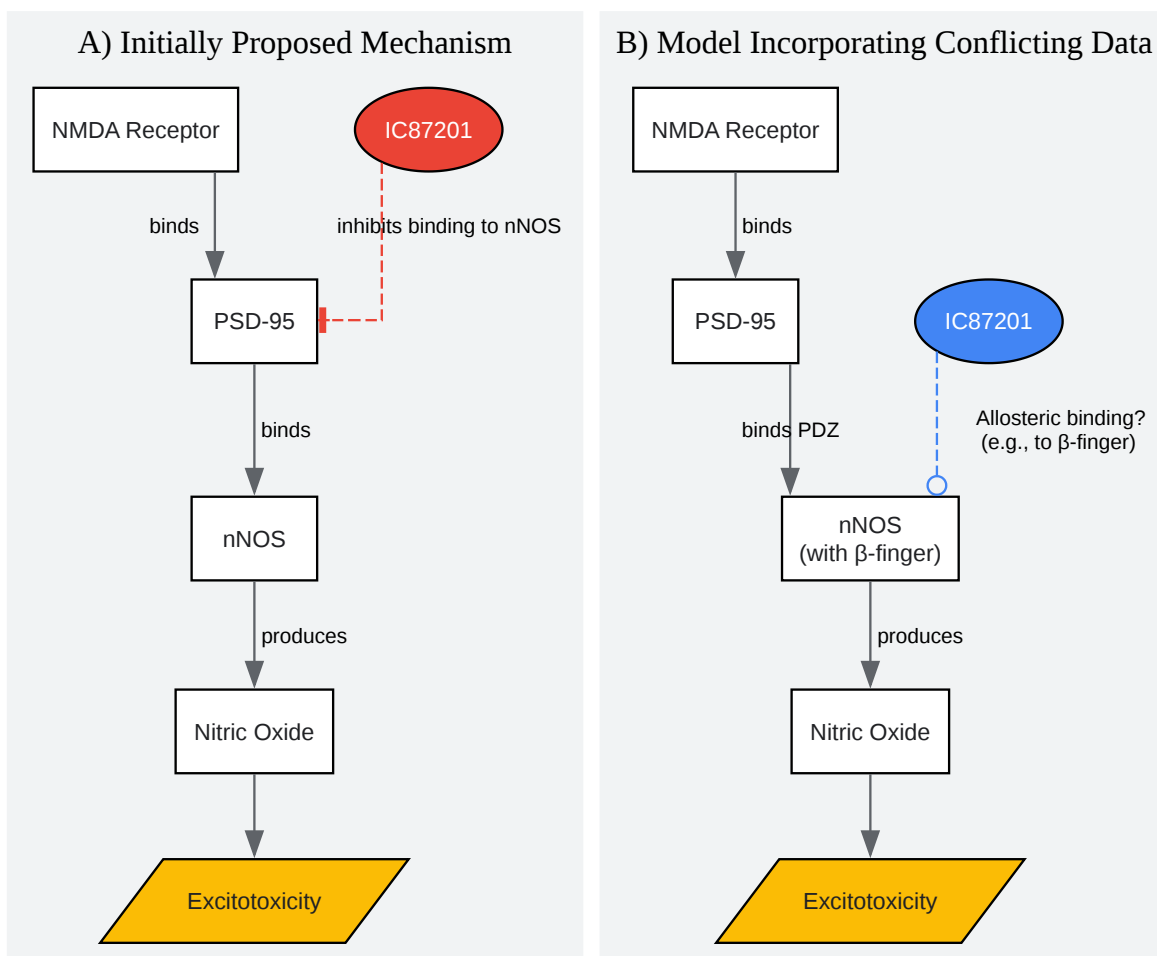 A) Initially Proposed Mechanism
NMDA Receptor
IC87201
binds
inhibits binding to nNOS
PSD-95
binds
nNOS
produces
Nitric Oxide
Excitotoxicity
B) Model Incorporating Conflicting Data
NMDA Receptor
binds
PSD-95
IC87201
binds PDZ
Allosteric binding?
(e.g., to β-finger)
nNOS
(with β-finger)
produces
Nitric Oxide
Excitotoxicity